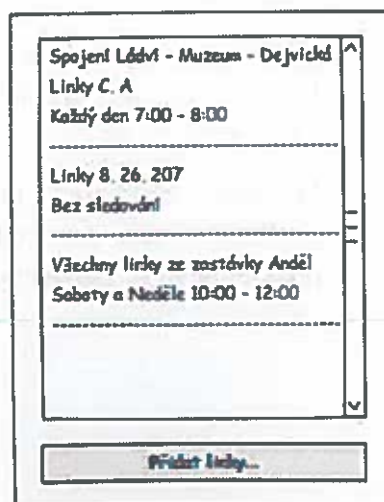 Spojení Ládví - Muzeum - Dejvická
Linky C, A
Každý den 7:00 - 8:00
Linky 8, 26, 207
Bez sledování
Všechny linky ze zastávky Anděl
Soboty a Neděle 10:00 - 12:00
Přidat linky...